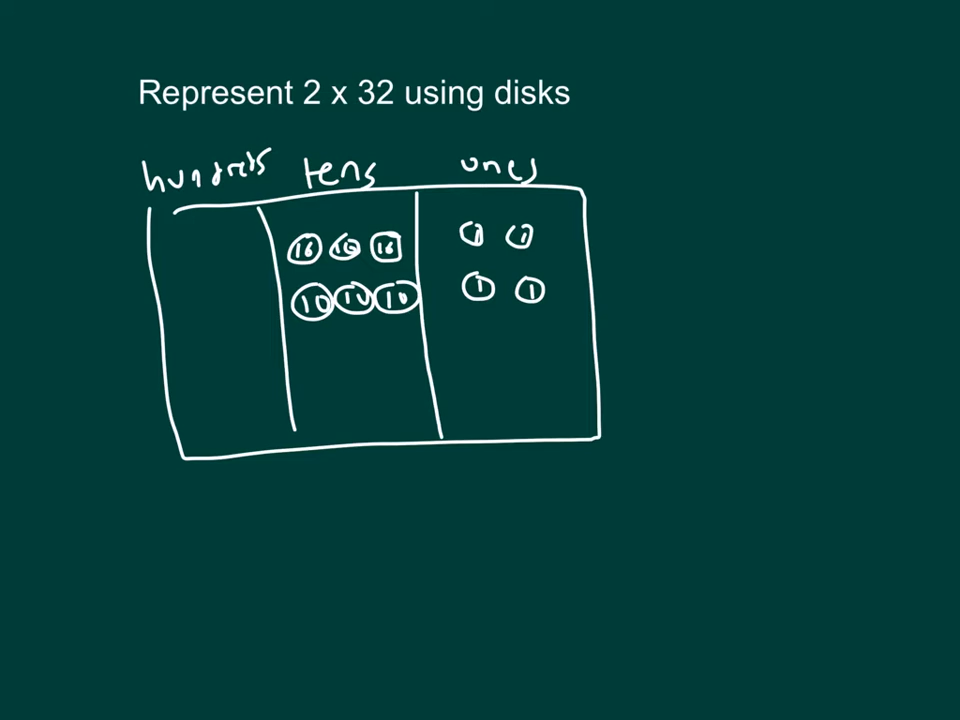 Represent 2 x 32 using disks
hundreds tens ones
10 10 10 1 1
10 10 10 1 1